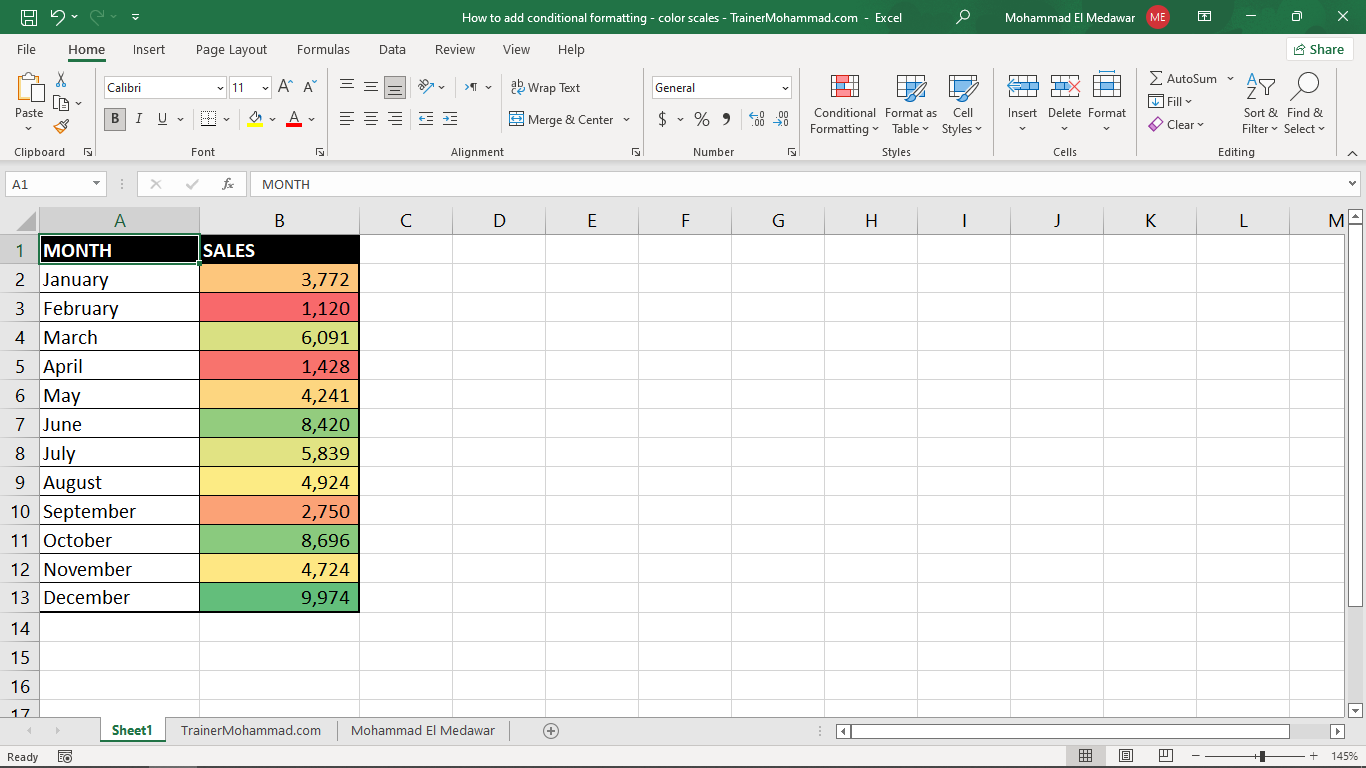 How to add conditional formatting - color scales - TrainerMohammad.com - Excel
Mohammad El Medawar ME
File Home Insert Page Layout Formulas Data Review View Help Share
Paste
Calibri 11
B I U A
Wrap Text
Merge & Center
General
$ % 9
Conditional Formatting
Format as Table
Cell Styles
Insert Delete Format
AutoSum
Fill
Clear
Sort & Filter
Find & Select
Clipboard Font Alignment Number Styles Cells Editing
A1 fx MONTH
A B C D E F G H I J K L M
1 MONTH SALES
2 January 3,772
3 February 1,120
4 March 6,091
5 April 1,428
6 May 4,241
7 June 8,420
8 July 5,839
9 August 4,924
10 September 2,750
11 October 8,696
12 November 4,724
13 December 9,974
14
15
16
17
Sheet1 TrainerMohammad.com Mohammad El Medawar
Ready 145%